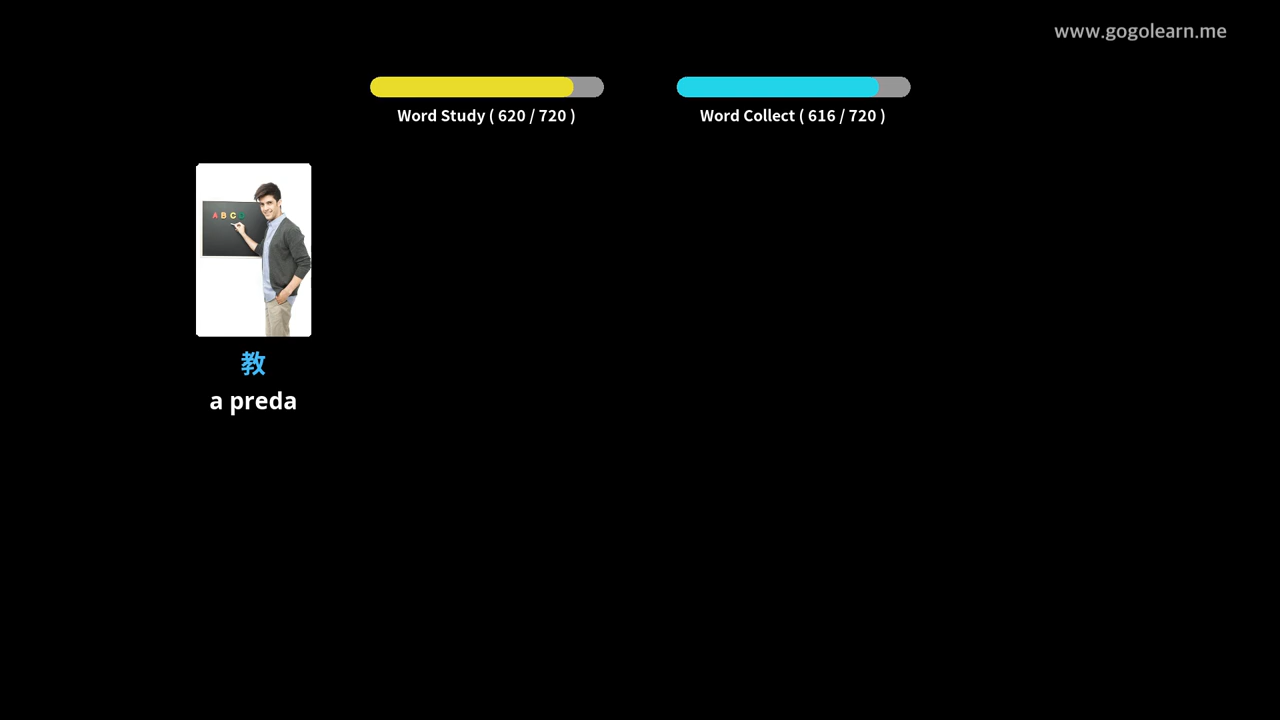 www.gogolearn.me
Word Study ( 620 / 720 )
Word Collect ( 616 / 720 )
A B C D
教
a preda